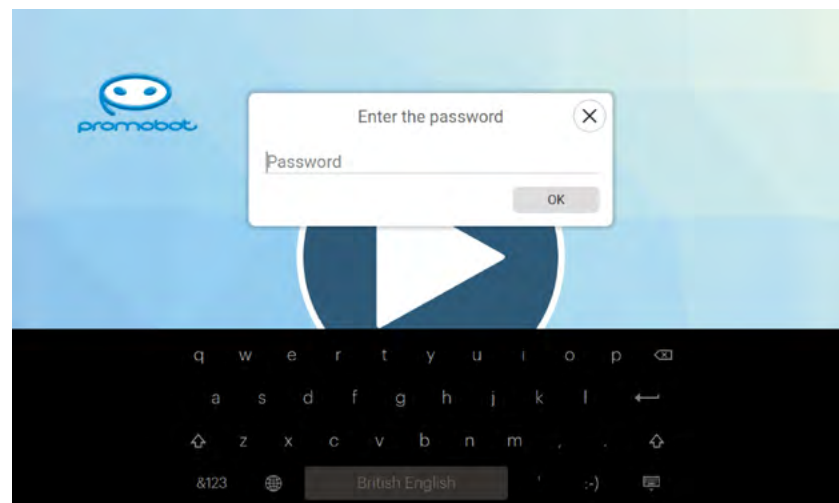 promobot
Enter the password
Password
OK
q w e r t y u i o p
a s d f g h j k l
z x c v b n m , .
&123 British English ' :-)